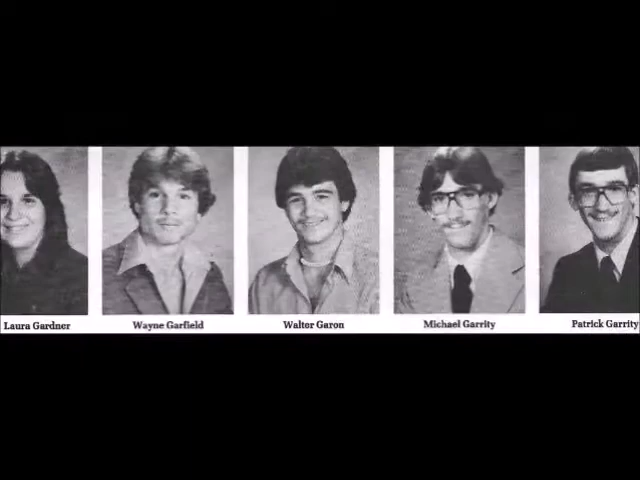 Laura Gardner
Wayne Garfield
Walter Garon
Michael Garrity
Patrick Garrity